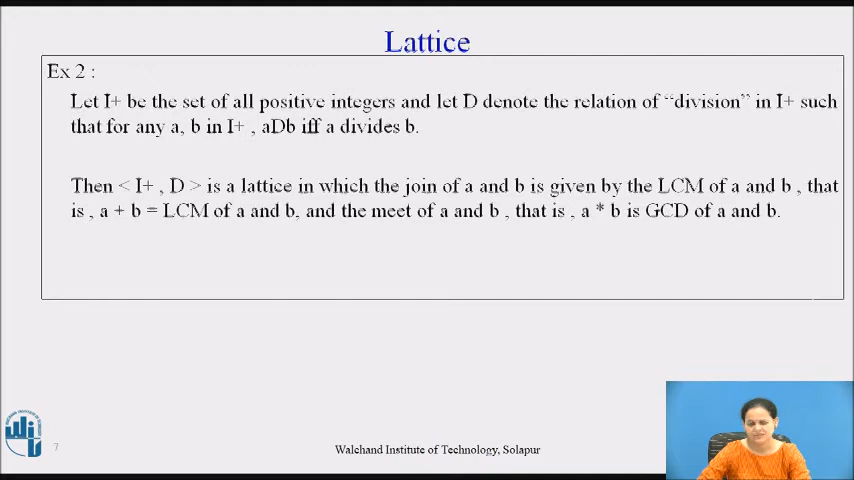 Lattice
Ex 2 :
Let I+ be the set of all positive integers and let D denote the relation of “division” in I+ such
that for any a, b in I+ , aDb iff a divides b.
Then < I+ , D > is a lattice in which the join of a and b is given by the LCM of a and b , that
is , a + b = LCM of a and b, and the meet of a and b , that is , a * b is GCD of a and b.
7
Walchand Institute of Technology, Solapur